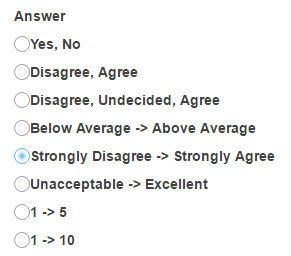 Answer
Yes, No
Disagree, Agree
Disagree, Undecided, Agree
Below Average -> Above Average
Strongly Disagree -> Strongly Agree
Unacceptable -> Excellent
1 -> 5
1 -> 10